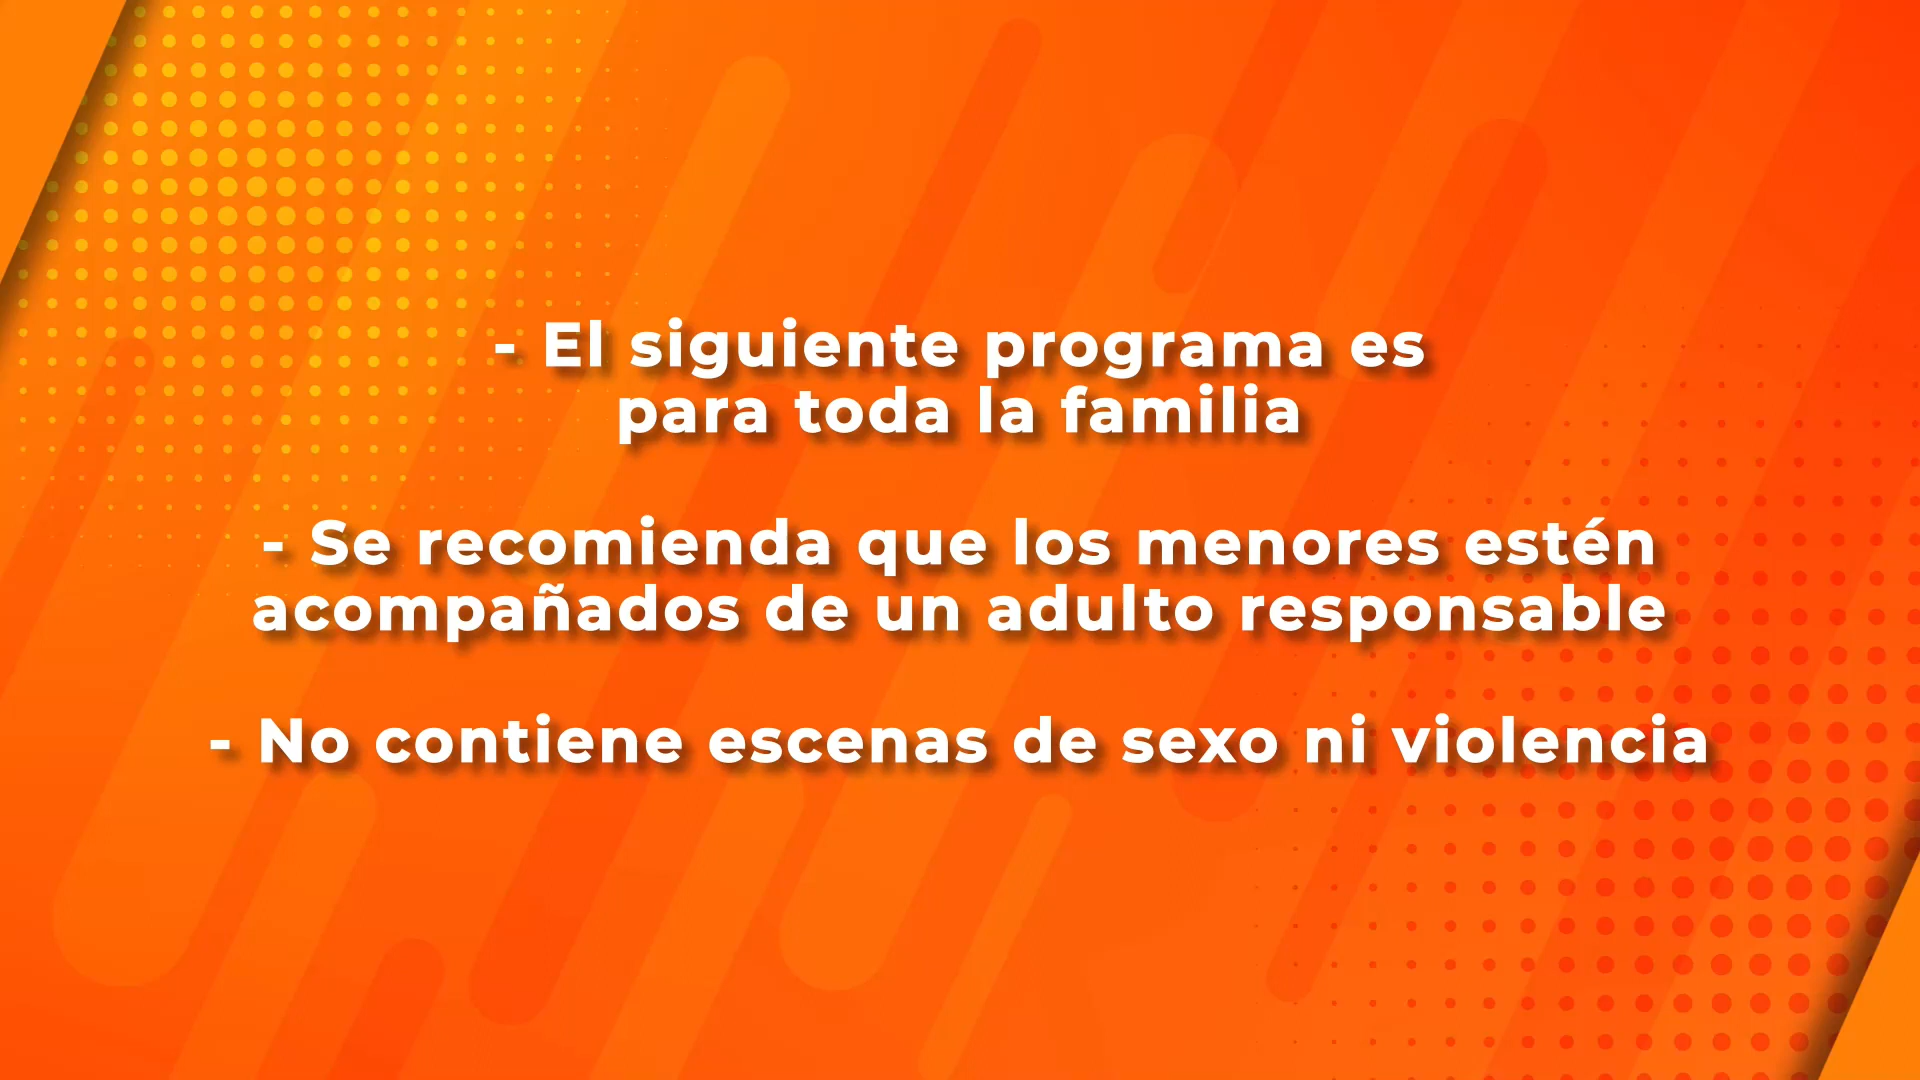 - El siguiente programa es
para toda la familia
- Se recomienda que los menores estén
acompañados de un adulto responsable
- No contiene escenas de sexo ni violencia